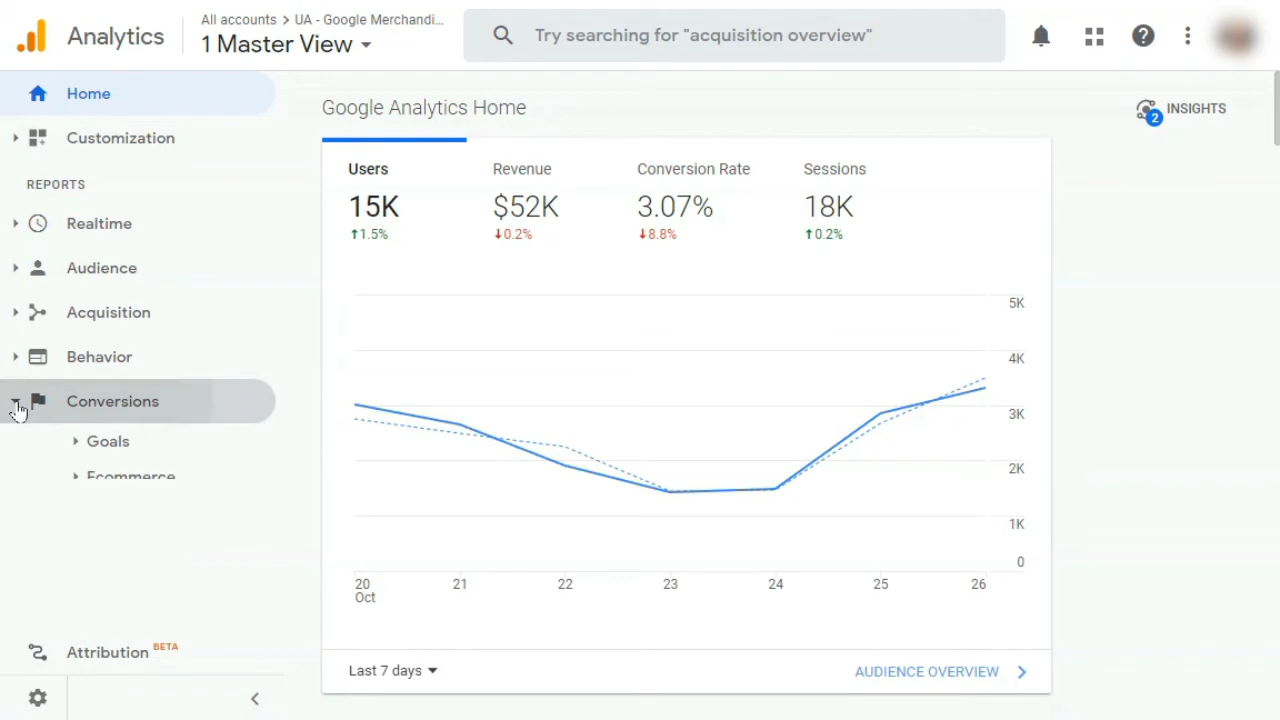 Analytics
All accounts > UA - Google Merchandi...
1 Master View
Try searching for "acquisition overview"
Home
Customization
REPORTS
Realtime
Audience
Acquisition
Behavior
Conversions
Goals
Ecommerce
Attribution BETA
Google Analytics Home
2 INSIGHTS
Users Revenue Conversion Rate Sessions
15K $52K 3.07% 18K
↑1.5% ↓0.2% ↓8.8% ↑0.2%
5K
4K
3K
2K
1K
0
20 21 22 23 24 25 26
Oct
Last 7 days AUDIENCE OVERVIEW